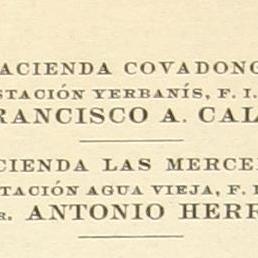 ACIENDA COVADONG
STACIÓN YERBANÍS, F. I.
RANCISCO A. CAL
CIENDA LAS MERCE
TACIÓN AGUA VIEJA, F. I
R. ANTONIO HERR